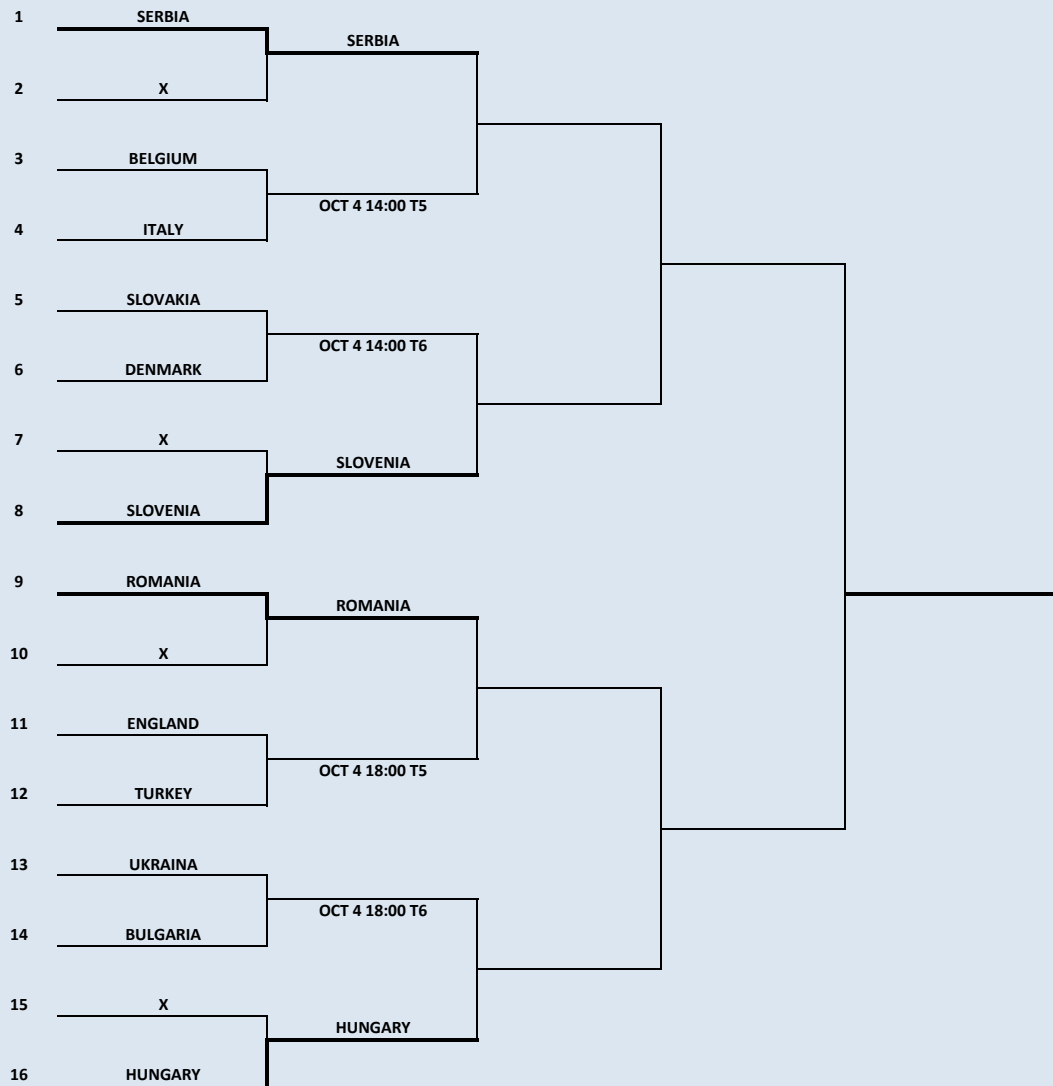 1 SERBIA
SERBIA
2 X
3 BELGIUM
OCT 4 14:00 T5
4 ITALY
5 SLOVAKIA
OCT 4 14:00 T6
6 DENMARK
7 X
SLOVENIA
8 SLOVENIA
9 ROMANIA
ROMANIA
10 X
11 ENGLAND
OCT 4 18:00 T5
12 TURKEY
13 UKRAINA
OCT 4 18:00 T6
14 BULGARIA
15 X
HUNGARY
16 HUNGARY